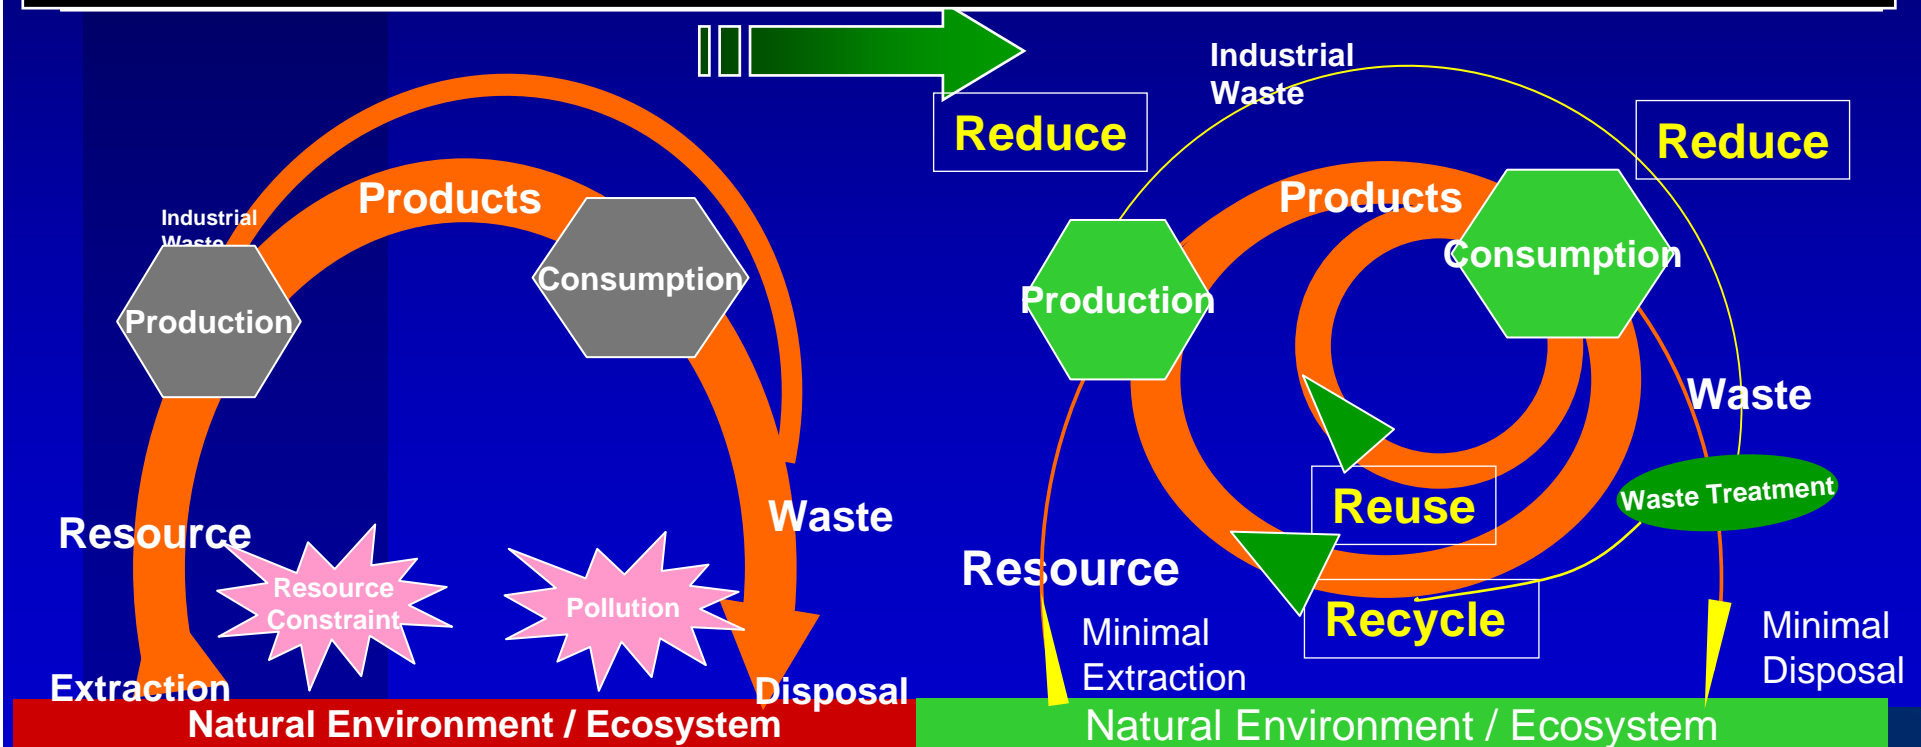 Industrial
Waste
Products
Consumption
Production
Resource
Waste
Resource
Constraint
Pollution
Extraction
Disposal
Natural Environment / Ecosystem
Industrial
Waste
Reduce
Reduce
Products
Consumption
Production
Waste
Waste Treatment
Reuse
Resource
Recycle
Minimal
Extraction
Minimal
Disposal
Natural Environment / Ecosystem